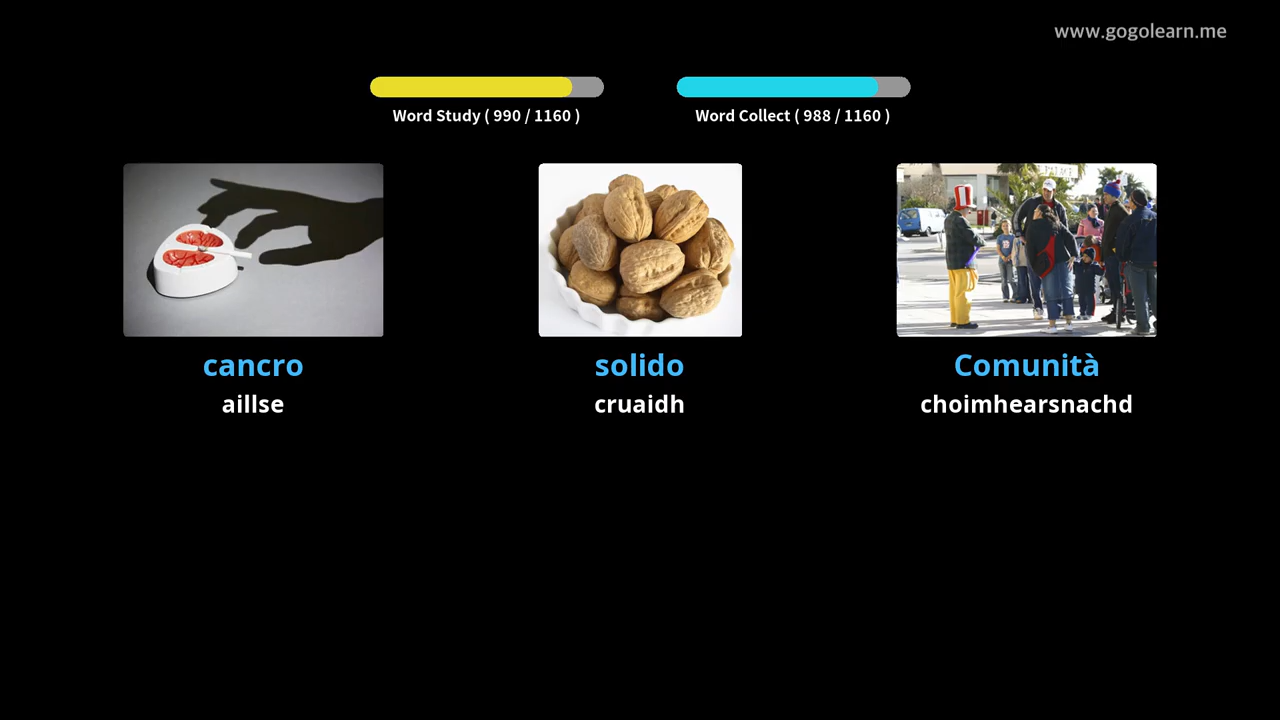 www.gogolearn.me
Word Study ( 990 / 1160 )
Word Collect ( 988 / 1160 )
cancro
aillse
solido
cruaidh
Comunità
choimhearsnachd